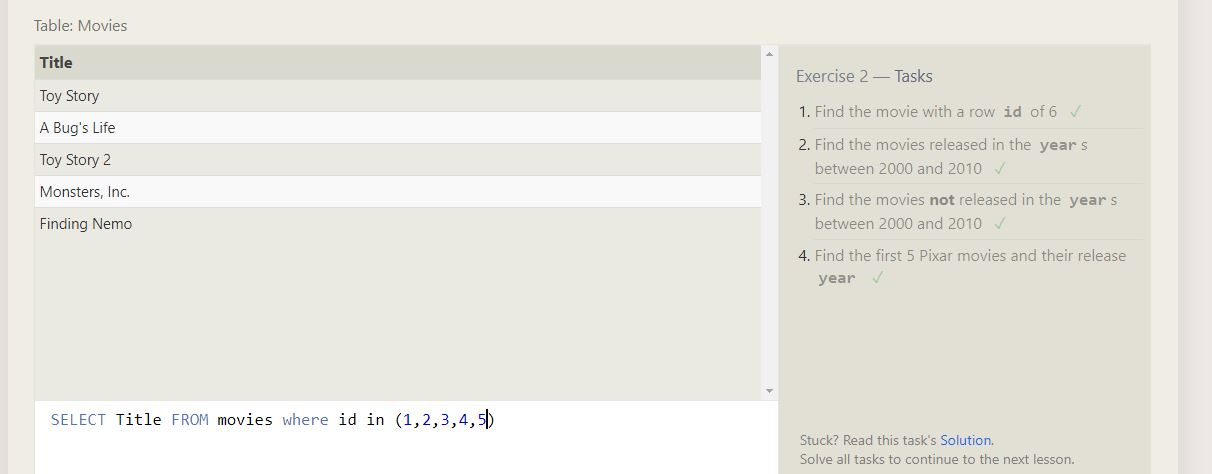 Table: Movies
Title
Toy Story
A Bug's Life
Toy Story 2
Monsters, Inc.
Finding Nemo
SELECT Title FROM movies where id in (1,2,3,4,5)
Exercise 2 — Tasks
1. Find the movie with a row id of 6 ✓
2. Find the movies released in the year s
between 2000 and 2010 ✓
3. Find the movies not released in the year s
between 2000 and 2010 ✓
4. Find the first 5 Pixar movies and their release
year ✓
Stuck? Read this task's Solution.
Solve all tasks to continue to the next lesson.